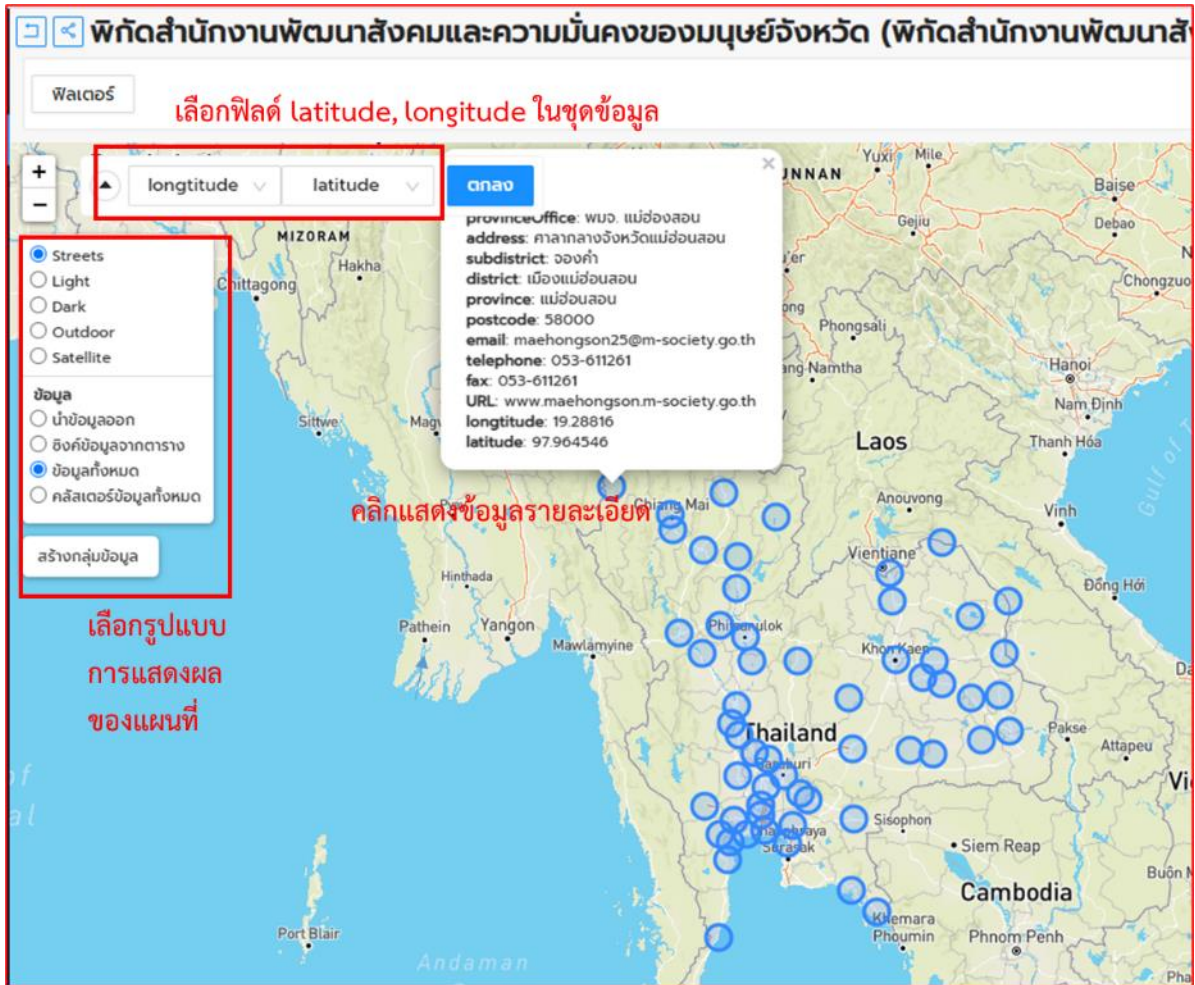 พิกัดสำนักงานพัฒนาสังคมและความมั่นคงของมนุษย์จังหวัด (พิกัดสำนักงานพัฒนาสั
ฟิลเตอร์
เลือกฟิลด์ latitude, longitude ในชุดข้อมูล
+
longtitude
latitude
ตกลง
×
−
provinceOffice: พมจ. แม่ฮ่องสอน
address: ศาลากลางจังหวัดแม่ฮ่อนสอน
subdistrict: จองคำ
district: เมืองแม่ฮ่อนสอน
province: แม่ฮ่อนสอน
postcode: 58000
email: maehongson25@m-society.go.th
telephone: 053-611261
fax: 053-611261
URL: www.maehongson.m-society.go.th
longtitude: 19.28816
latitude: 97.964546
Streets
Light
Dark
Outdoor
Satellite
ข้อมูล
นำข้อมูลออก
ซิงค์ข้อมูลจากตาราง
ข้อมูลทั้งหมด
คลัสเตอร์ข้อมูลทั้งหมด
สร้างกลุ่มข้อมูล
เลือกรูปแบบ
การแสดงผล
ของแผนที่
คลิกแสดงข้อมูลรายละเอียด
JNNAN
Yuxi
Mile
Baise
Gejiu
Debao
MIZORAM
Hakha
Chittagong
Chongzuo
Phongsali
ang Namtha
Hanoi
Nam Định
Sittwe
Magw
Laos
Thanh Hóa
Gulf of T
Chiang Mai
Anouvong
Vinh
Vientiane
Hinthada
Đồng Hới
Pathein
Yangon
Phitsanulok
Mawlamyine
Khon Kaen
Da
Thailand
Pakse
Attapeu
Vi
Sisophon
Siem Reap
Buôn M
Cambodia
Khemara
Phoumin
Phnom Penh
Port Blair
Andaman
Pha